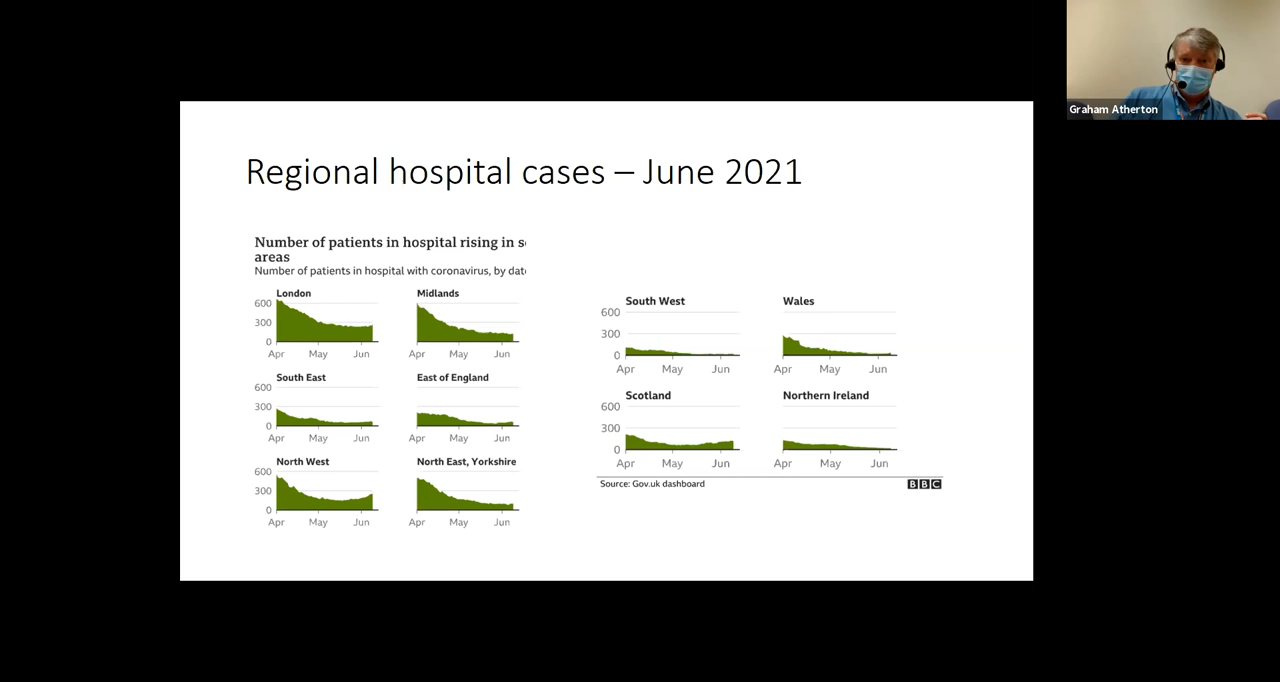 Graham Atherton
Regional hospital cases – June 2021
Number of patients in hospital rising in
areas
Number of patients in hospital with coronavirus, by
London
600
300
0
Apr May Jun
Midlands
Apr May Jun
South East
600
300
0
Apr May Jun
East of England
Apr May Jun
North West
600
300
0
Apr May Jun
North East, Yorkshire
Apr May Jun
South West
600
300
0
Apr May Jun
Wales
Apr May Jun
Scotland
600
300
0
Apr May Jun
Northern Ireland
Apr May Jun
Source: Gov.uk dashboard
BBC